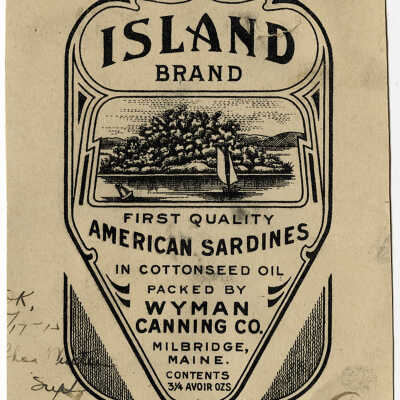 ISLAND
BRAND
FIRST QUALITY
AMERICAN SARDINES
IN COTTONSEED OIL
PACKED BY
WYMAN
CANNING CO.
MILBRIDGE,
MAINE.
CONTENTS
3¼ AVOIR OZS